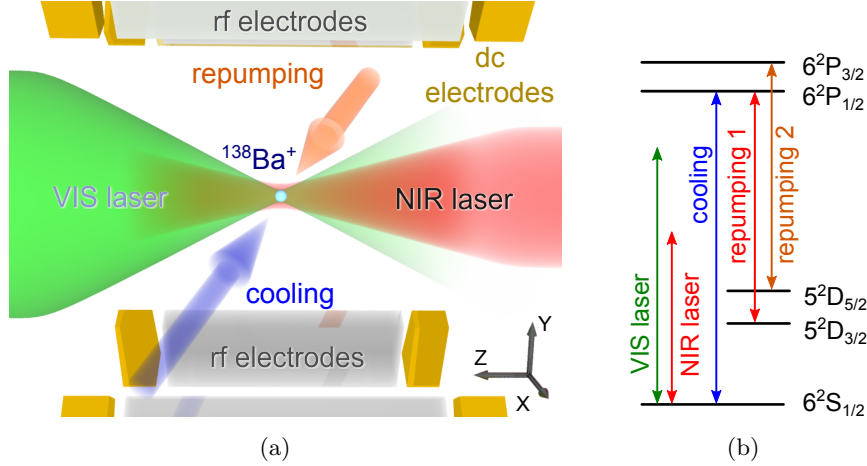 rf electrodes
repumping
dc
electrodes
¹³⁸Ba⁺
VIS laser
NIR laser
cooling
rf electrodes
Y
Z
X
(a)
6²P₃/₂
6²P₁/₂
cooling
repumping 1
repumping 2
VIS laser
NIR laser
5²D₅/₂
5²D₃/₂
6²S₁/₂
(b)